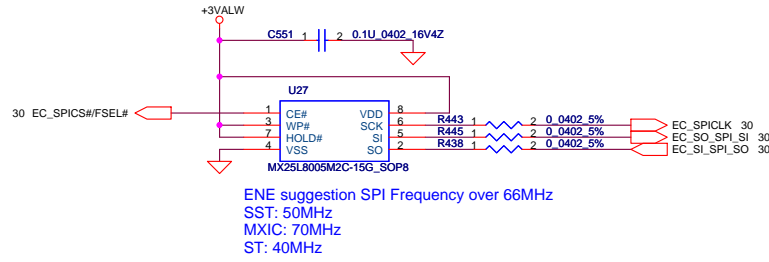 +3VALW
C551 1 2 0.1U_0402_16V4Z
U27
30 EC_SPICS#/FSEL# 1 CE# VDD 8
3 WP# SCK 6 R443 1 2 0_0402_5% EC_SPICLK 30
7 HOLD# SI 5 R445 1 2 0_0402_5% EC_SO_SPI_SI 30
4 VSS SO 2 R438 1 2 0_0402_5% EC_SI_SPI_SO 30
MX25L8005M2C-15G_SOP8
ENE suggestion SPI Frequency over 66MHz
SST: 50MHz
MXIC: 70MHz
ST: 40MHz